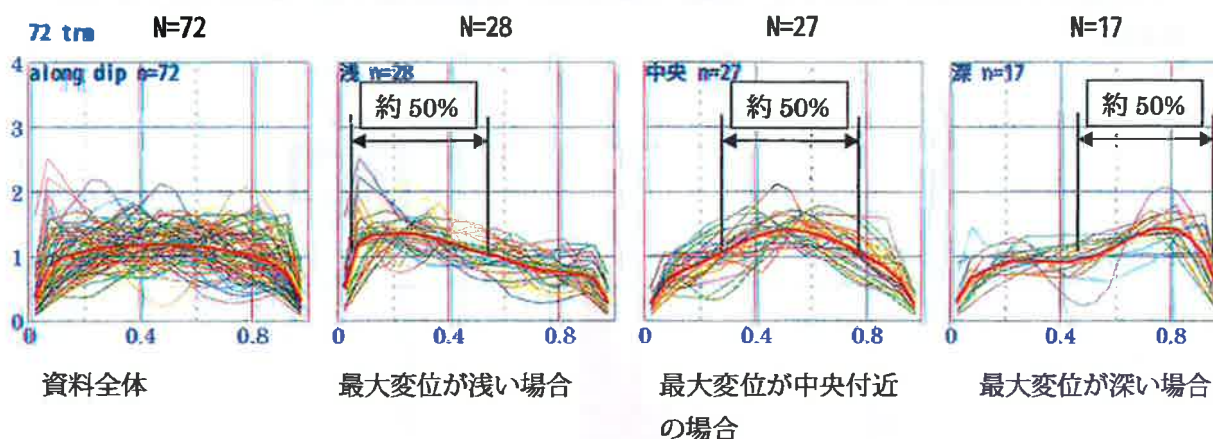 72 trm
N=72
N=28
N=27
N=17
along dip n=72
浅 n=28
中央 n=27
深 n=17
約 50%
約 50%
約 50%
4
3
2
1
0
0 0.4 0.8
0 0.4 0.8
0 0.4 0.8
0 0.4 0.8
資料全体
最大変位が浅い場合
最大変位が中央付近
の場合
最大変位が深い場合